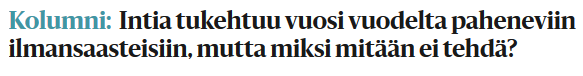 Kolumni: Intia tukehtuu vuosi vuodelta paheneviin
ilmansaasteisiin, mutta miksi mitään ei tehdä?